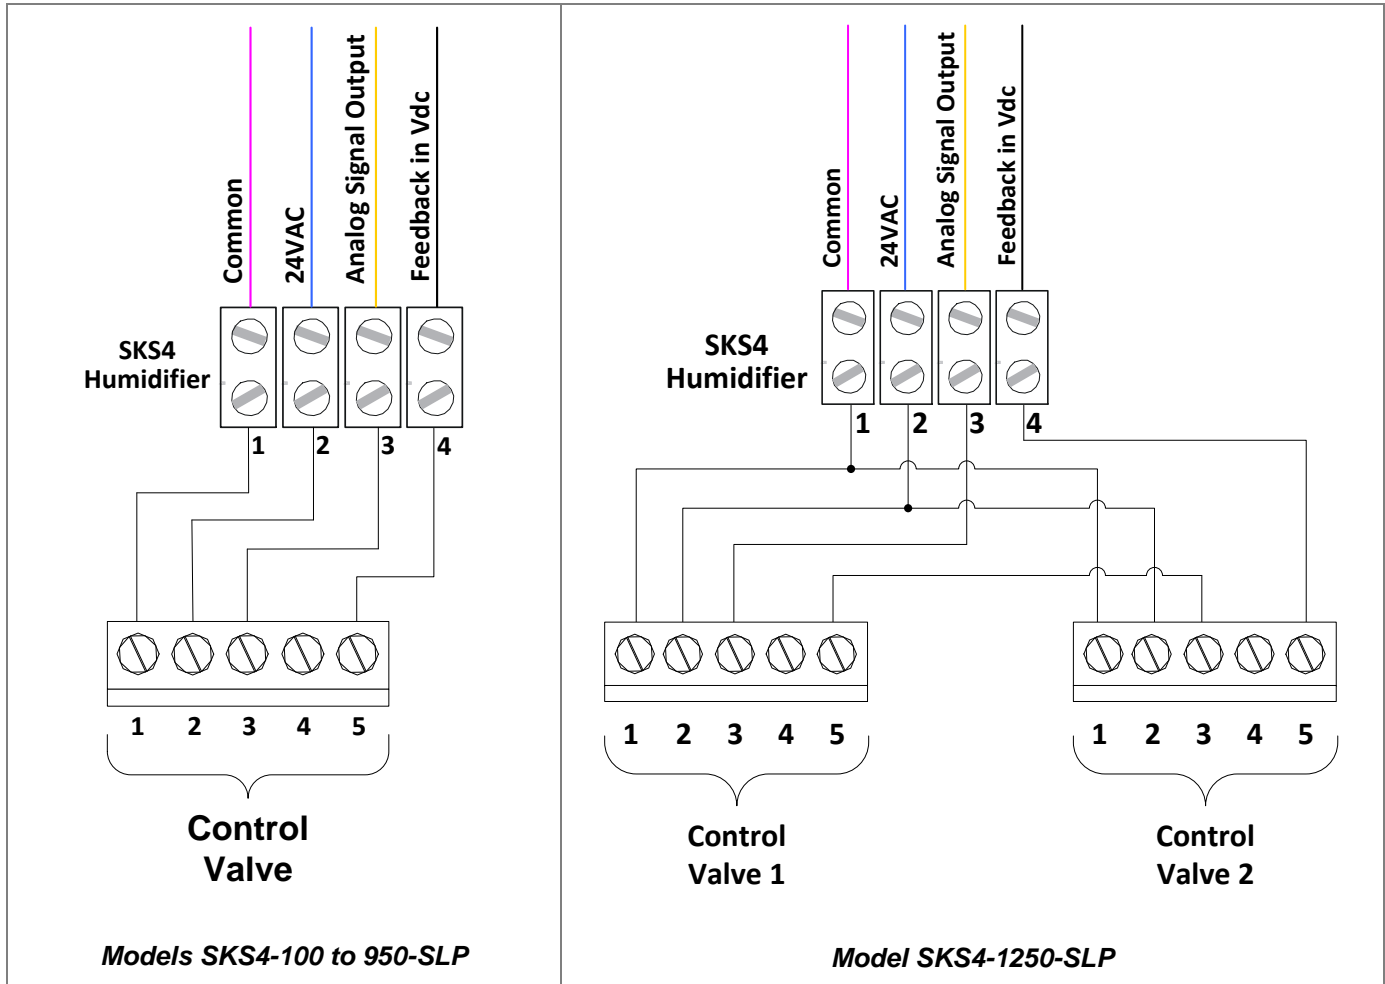 Common
24VAC
Analog Signal Output
Feedback in Vdc
SKS4
Humidifier
1 2 3 4
1 2 3 4 5
Control
Valve
Models SKS4-100 to 950-SLP
Common
24VAC
Analog Signal Output
Feedback in Vdc
SKS4
Humidifier
1 2 3 4
1 2 3 4 5
1 2 3 4 5
Control
Valve 1
Control
Valve 2
Model SKS4-1250-SLP